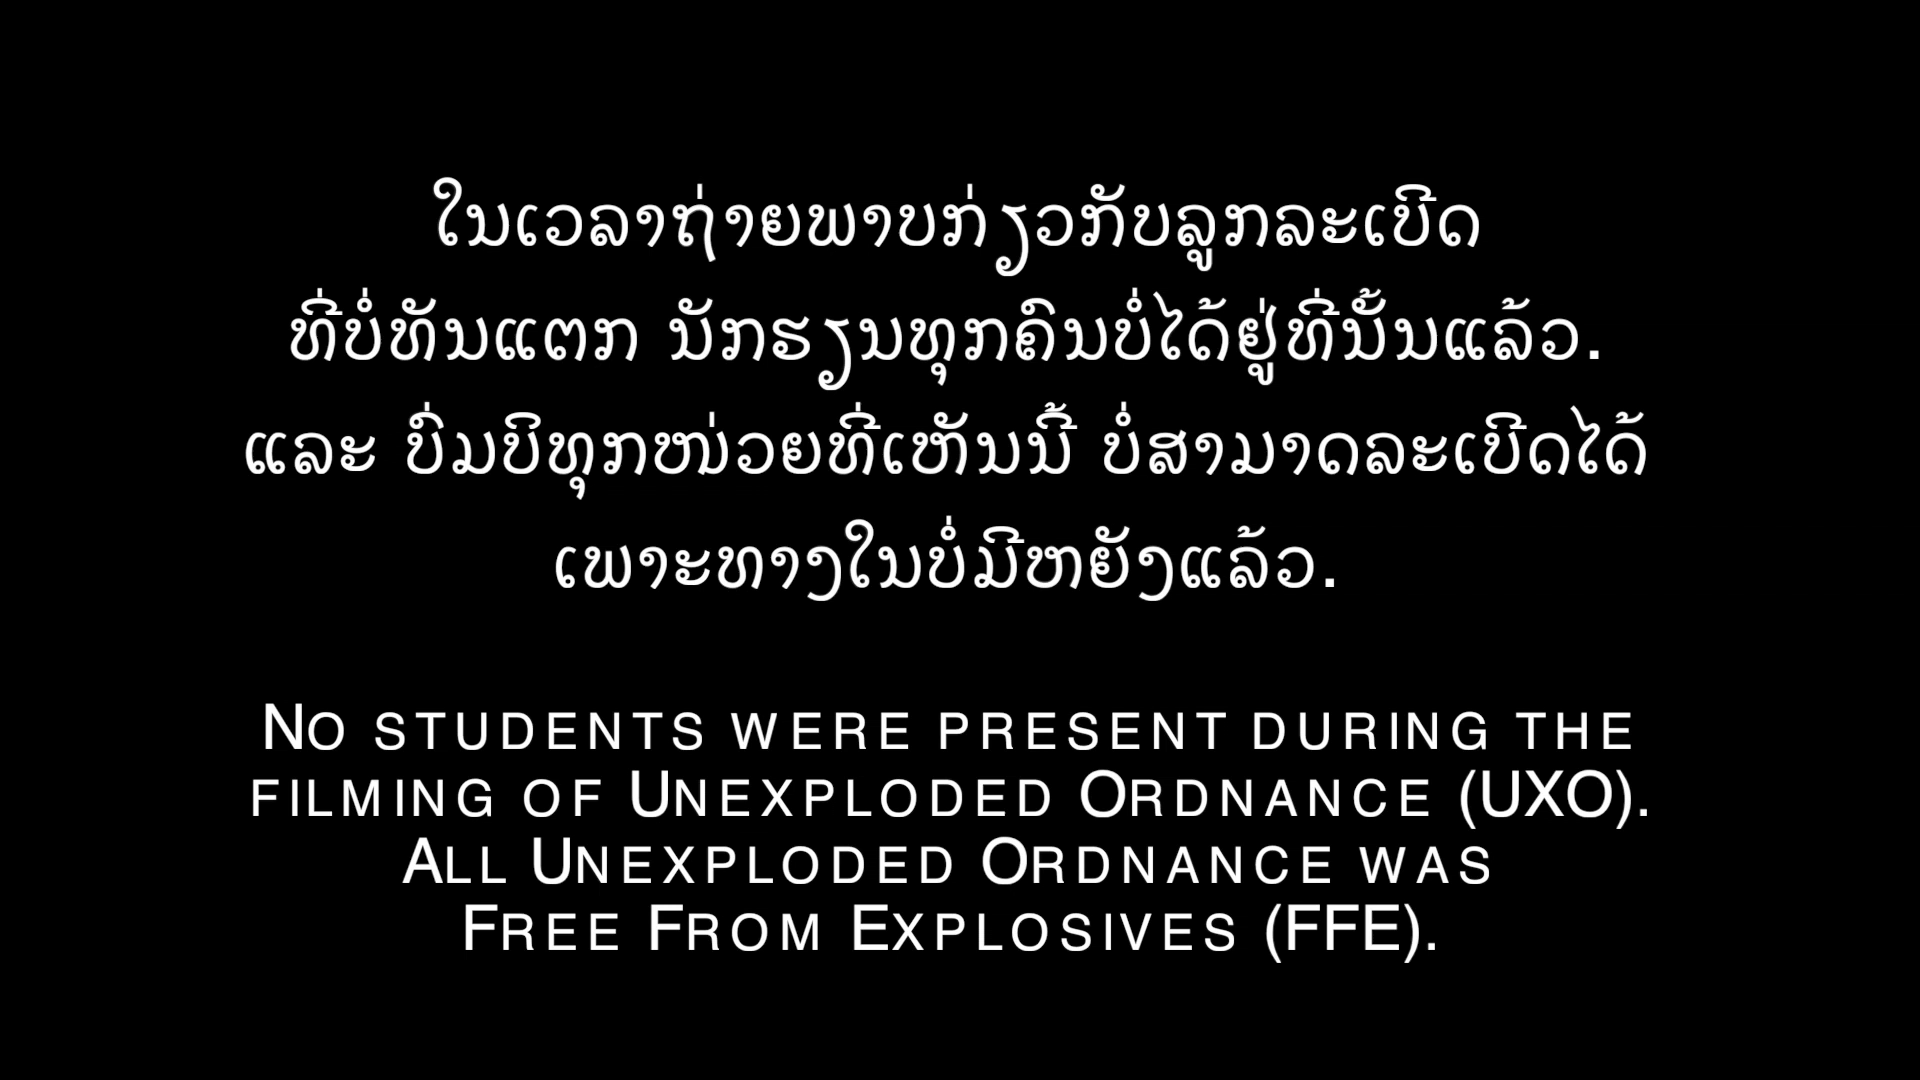 ໃນເວລາຖ່າຍພາບກ່ຽວກັບລູກລະເບີດ
ທີ່ບໍ່ທັນແຕກ ນັກຮຽນທຸກຄົນບໍ່ໄດ້ຢູ່ທີ່ນັ້ນແລ້ວ.
ແລະ ບົ່ມບິທຸກໜ່ວຍທີ່ເຫັນນີ້ ບໍ່ສາມາດລະເບີດໄດ້
ເພາະທາງໃນບໍ່ມີຫຍັງແລ້ວ.
NO STUDENTS WERE PRESENT DURING THE
FILMING OF UNEXPLODED ORDNANCE (UXO).
ALL UNEXPLODED ORDNANCE WAS
FREE FROM EXPLOSIVES (FFE).